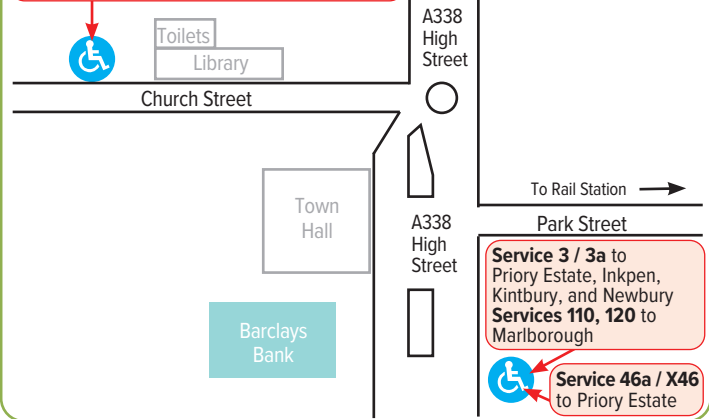 A338
High
Street
Toilets
Library
Church Street
To Rail Station
Town
Hall
A338
High
Street
Park Street
Service 3 / 3a to
Priory Estate, Inkpen,
Kintbury, and Newbury
Services 110, 120 to
Marlborough
Barclays
Bank
Service 46a / X46
to Priory Estate